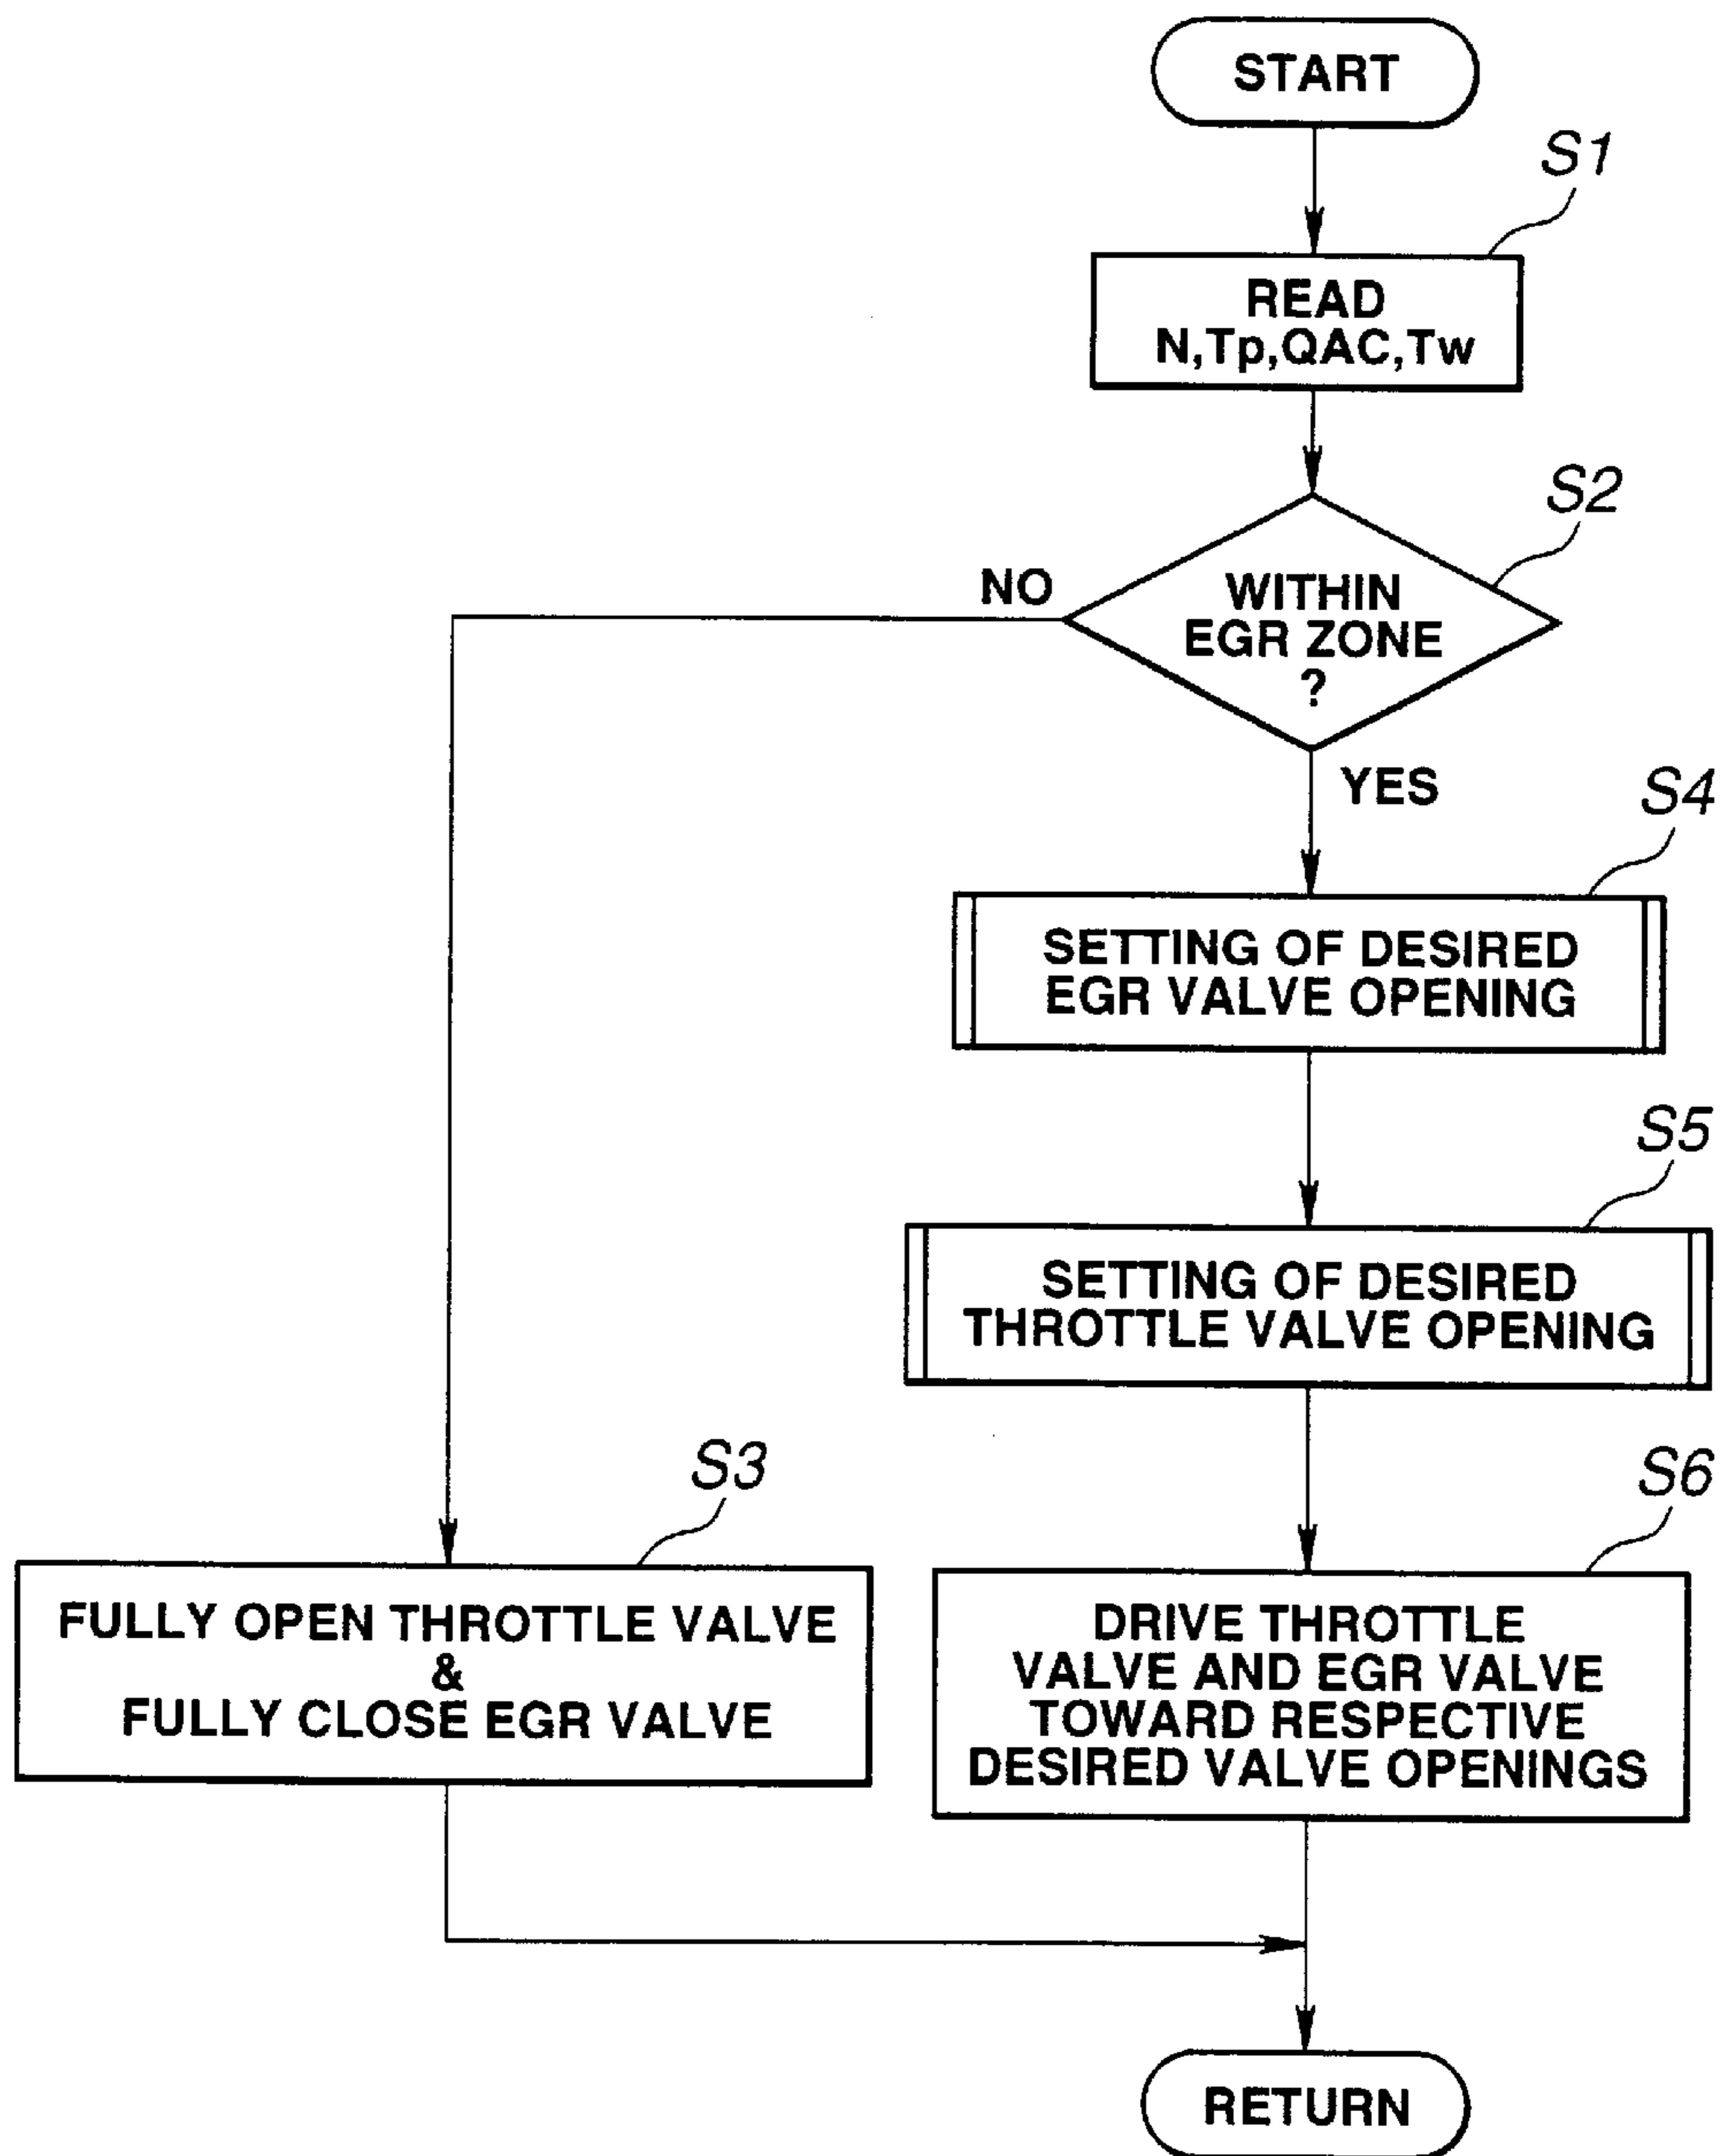 START
S1
READ
N,Tp,QAC,Tw
S2
NO
WITHIN
EGR ZONE
?
YES
S4
SETTING OF DESIRED
EGR VALVE OPENING
S5
SETTING OF DESIRED
THROTTLE VALVE OPENING
S3
FULLY OPEN THROTTLE VALVE
&
FULLY CLOSE EGR VALVE
S6
DRIVE THROTTLE
VALVE AND EGR VALVE
TOWARD RESPECTIVE
DESIRED VALVE OPENINGS
RETURN